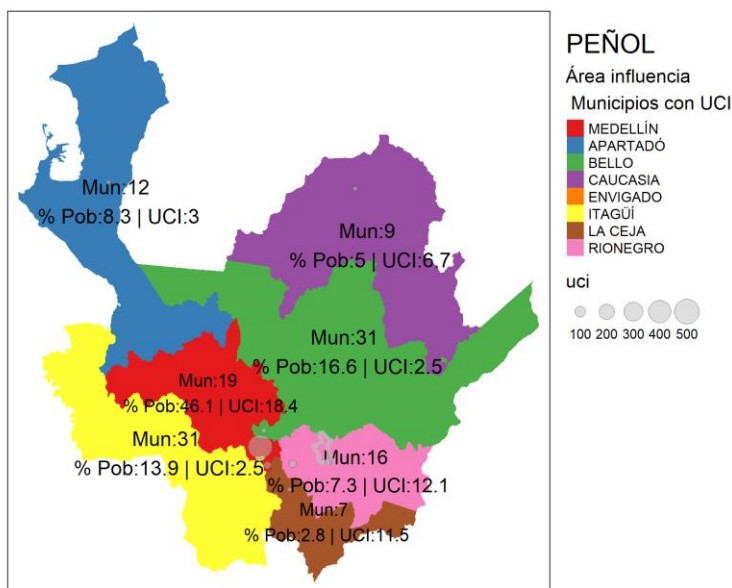 PEÑOL
Área influencia
Municipios con UCI
MEDELLÍN
APARTADÓ
BELLO
CAUCASIA
ENVIGADO
ITAGÜÍ
LA CEJA
RIONEGRO
uci
100 200 300 400 500
Mun:12
% Pob:8.3 | UCI:3
Mun:9
% Pob:5 | UCI:6.7
Mun:31
% Pob:16.6 | UCI:2.5
Mun:19
% Pob:46.1 | UCI:18.4
Mun:31
% Pob:13.9 | UCI:2.5
Mun:16
% Pob:7.3 | UCI:12.1
Mun:7
% Pob:2.8 | UCI:11.5